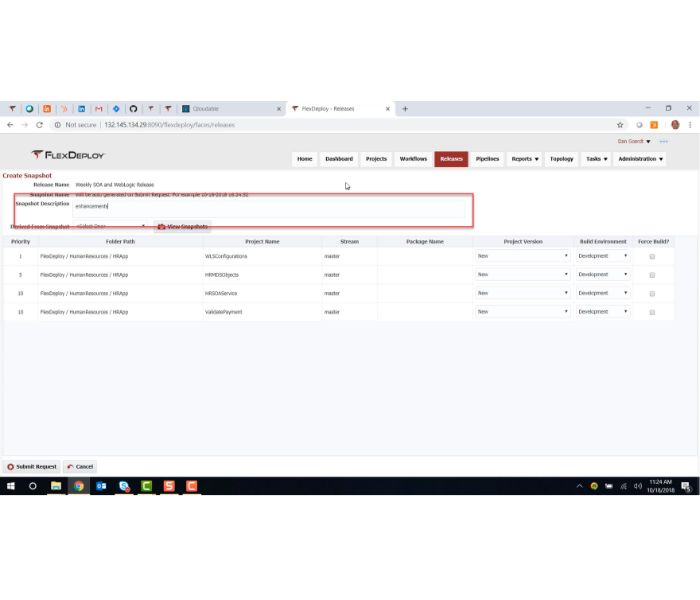 Cloudable
FlexDeploy - Releases
Not secure | 132.145.134.29:8090/flexdeploy/faces/releases
Dan Goerdt
FLEXDEPLOY
Home Dashboard Projects Workflows Releases Pipelines Reports Topology Tasks Administration
Create Snapshot
Release Name Weekly SOA and WebLogic Release
Snapshot Name Will be auto generated on Submit Request. For example 10-18-2018 16:24:52
Snapshot Description enhancements
Derived From Snapshot <Select One> View Snapshots
Priority Folder Path Project Name Stream Package Name Project Version Build Environment Force Build?
1 FlexDeploy / HumanResources / HRApp WLSConfigurations master New Development
5 FlexDeploy / HumanResources / HRApp HRMDSObjects master New Development
10 FlexDeploy / HumanResources / HRApp HRSOAService master New Development
10 FlexDeploy / HumanResources / HRApp ValidatePayment master New Development
Submit Request Cancel
11:24 AM
10/18/2018